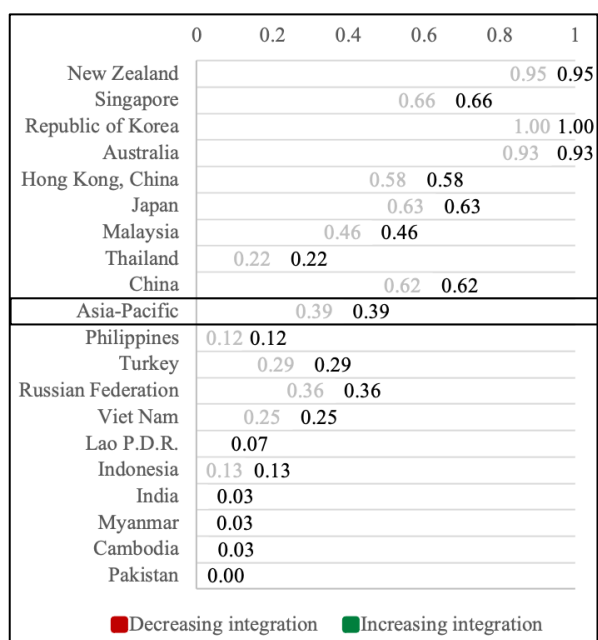 0 0.2 0.4 0.6 0.8 1
New Zealand 0.95 0.95
Singapore 0.66 0.66
Republic of Korea 1.00 1.00
Australia 0.93 0.93
Hong Kong, China 0.58 0.58
Japan 0.63 0.63
Malaysia 0.46 0.46
Thailand 0.22 0.22
China 0.62 0.62
Asia-Pacific 0.39 0.39
Philippines 0.12 0.12
Turkey 0.29 0.29
Russian Federation 0.36 0.36
Viet Nam 0.25 0.25
Lao P.D.R. 0.07
Indonesia 0.13 0.13
India 0.03
Myanmar 0.03
Cambodia 0.03
Pakistan 0.00
Decreasing integration Increasing integration